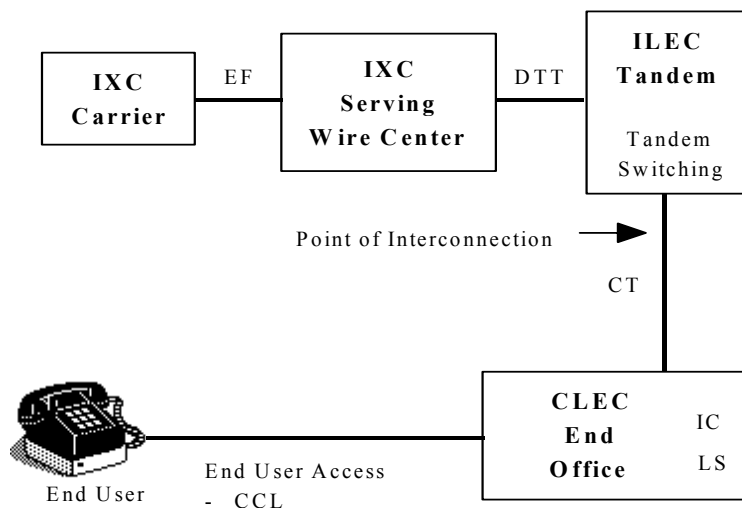 IXC
Carrier
EF
IXC
Serving
Wire Center
DTT
ILEC
Tandem
Tandem
Switching
Point of Interconnection
CT
CLEC
End
Office
IC
LS
End User
End User Access
- CCL